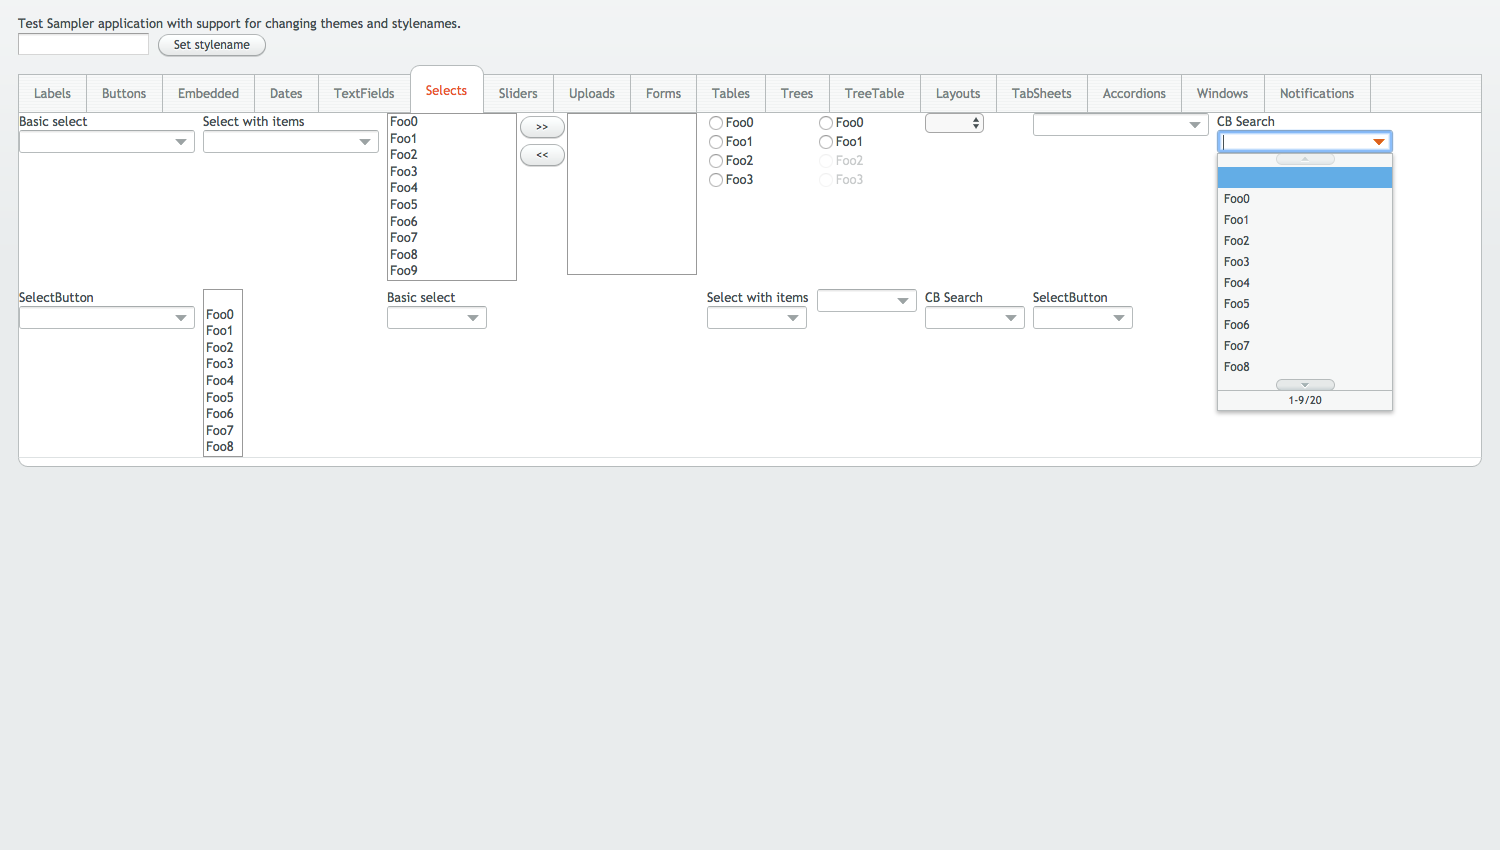 Test Sampler application with support for changing themes and stylenames.
Set stylename
Labels Buttons Embedded Dates TextFields Selects Sliders Uploads Forms Tables Trees TreeTable Layouts TabSheets Accordions Windows Notifications
Basic select
Select with items
Foo0
Foo1
Foo2
Foo3
Foo4
Foo5
Foo6
Foo7
Foo8
Foo9
>>
<<
Foo0
Foo1
Foo2
Foo3
Foo0
Foo1
Foo2
Foo3
CB Search
Foo0
Foo1
Foo2
Foo3
Foo4
Foo5
Foo6
Foo7
Foo8
1-9/20
SelectButton
Foo0
Foo1
Foo2
Foo3
Foo4
Foo5
Foo6
Foo7
Foo8
Basic select
Select with items
CB Search
SelectButton